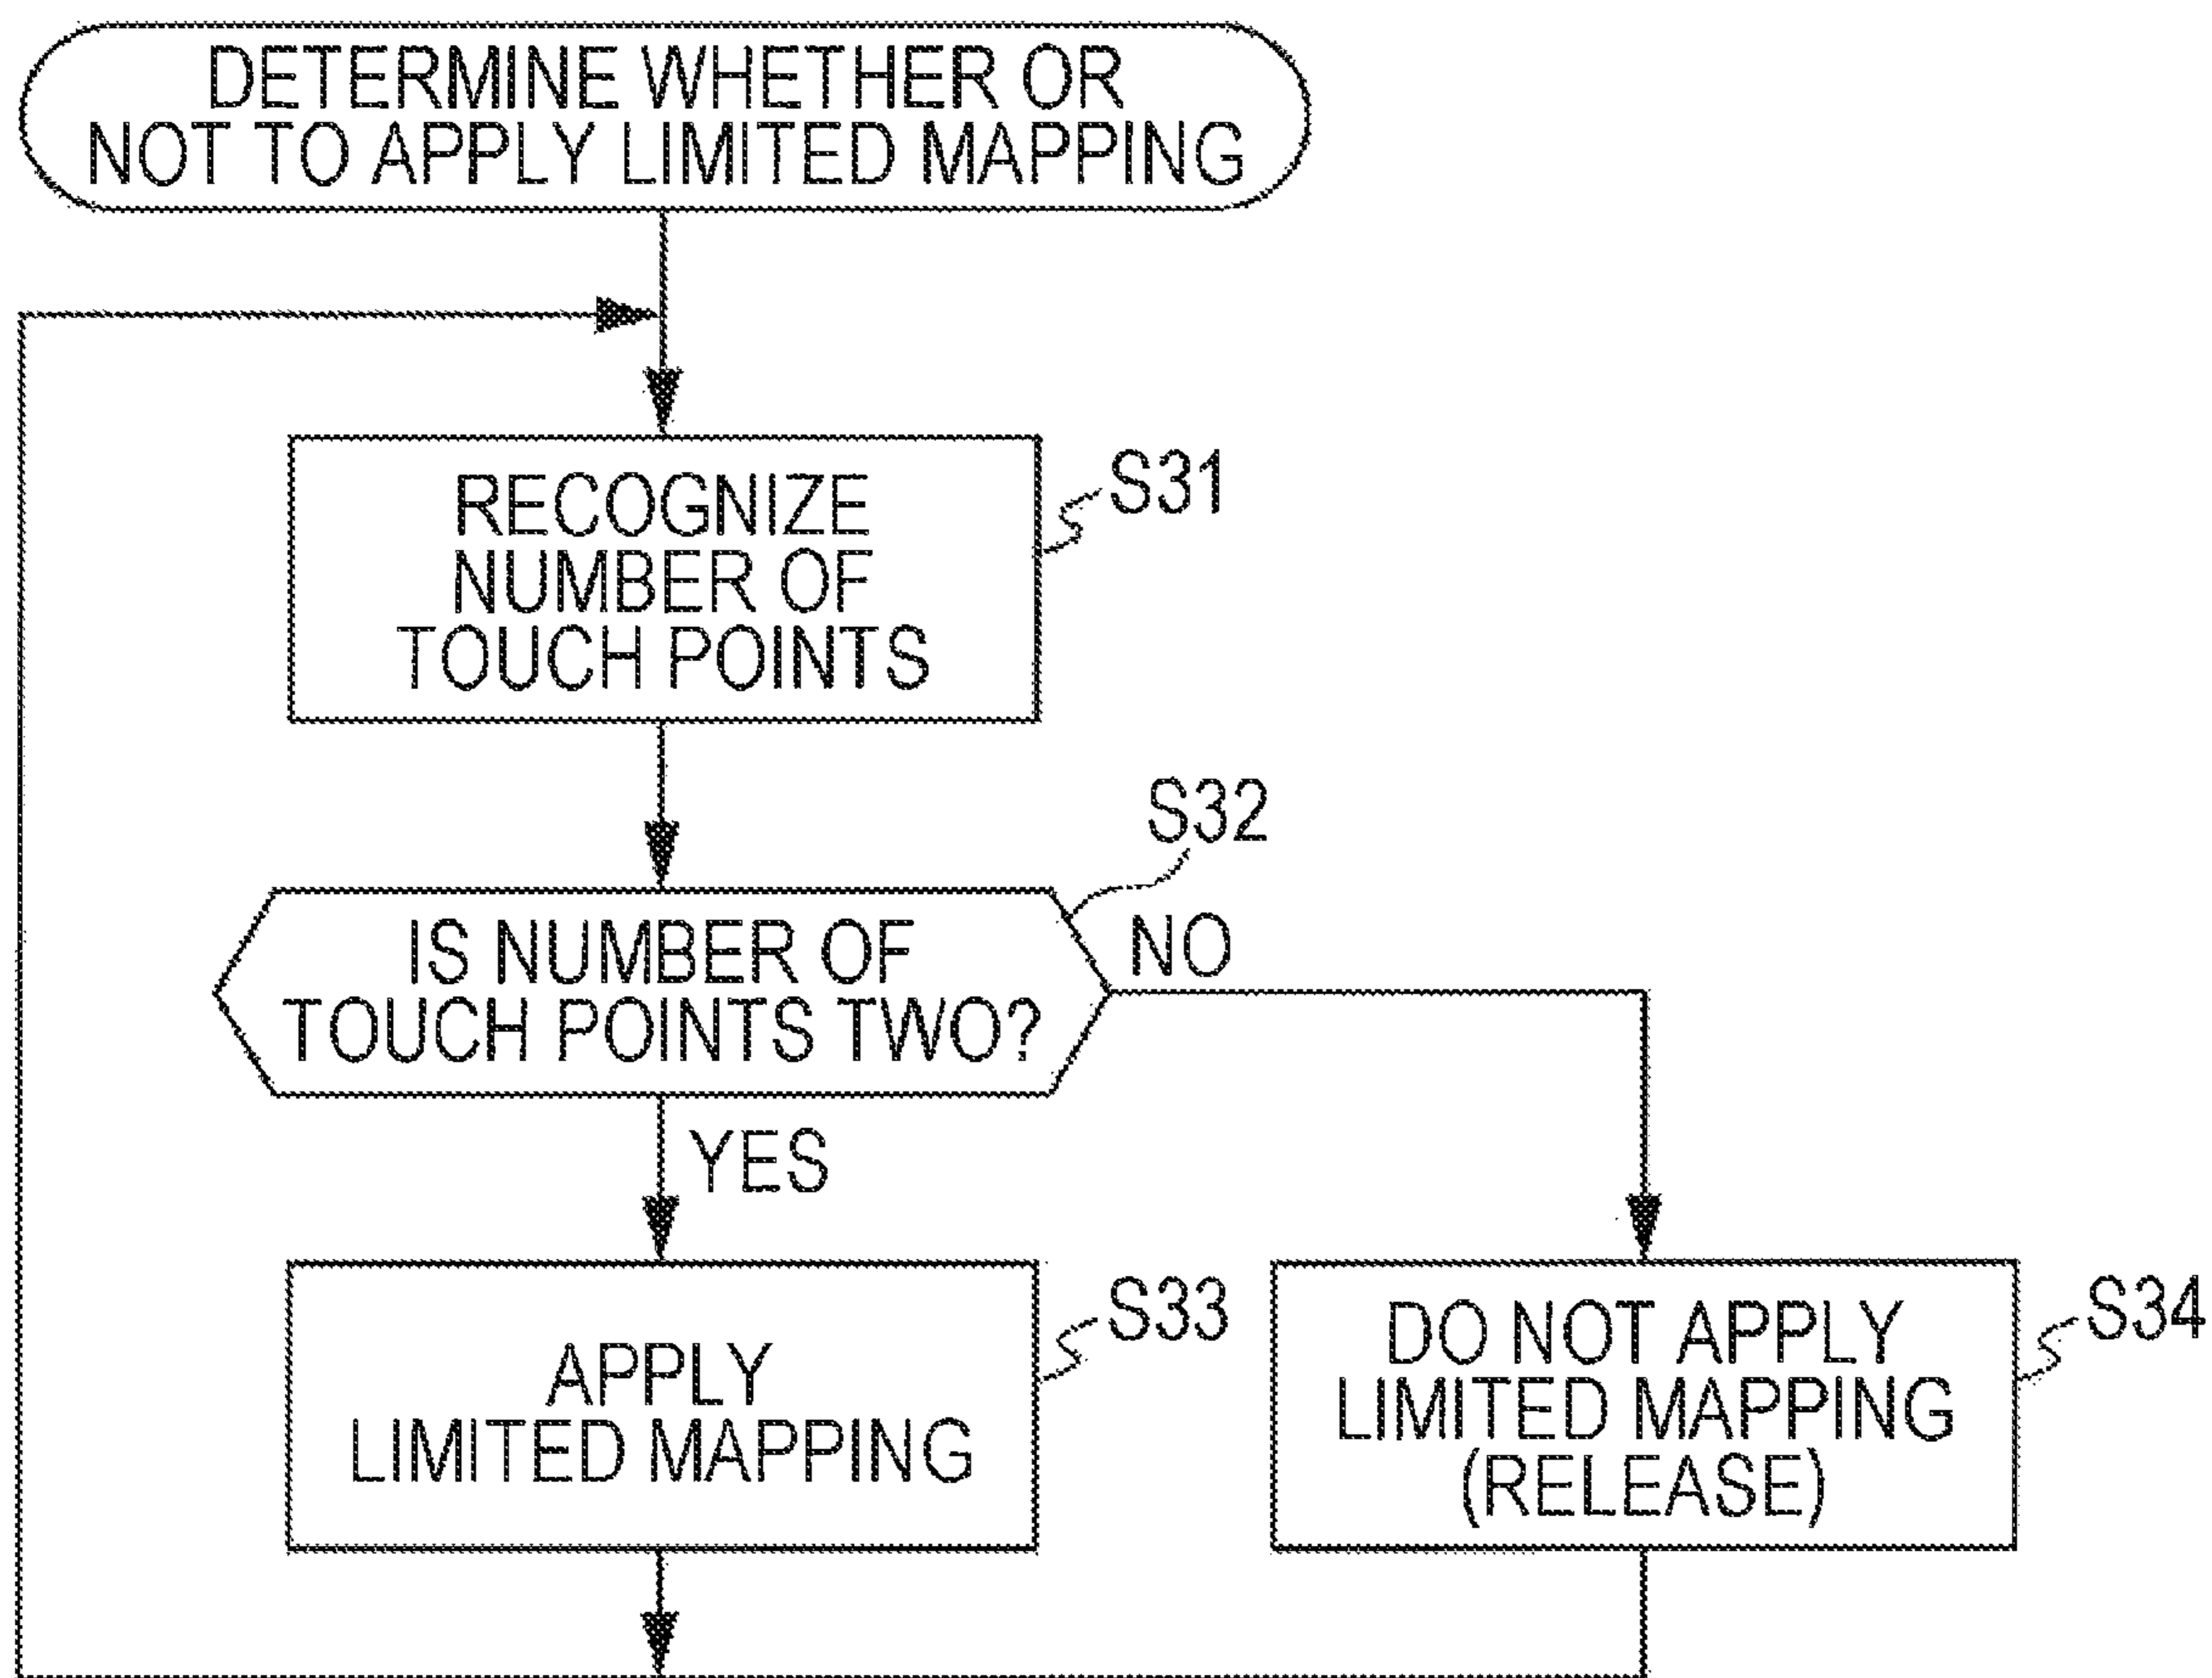 DETERMINE WHETHER OR
NOT TO APPLY LIMITED MAPPING
RECOGNIZE
NUMBER OF
TOUCH POINTS
S31
S32
IS NUMBER OF
TOUCH POINTS TWO?
NO
YES
APPLY
LIMITED MAPPING
S33
DO NOT APPLY
LIMITED MAPPING
(RELEASE)
S34